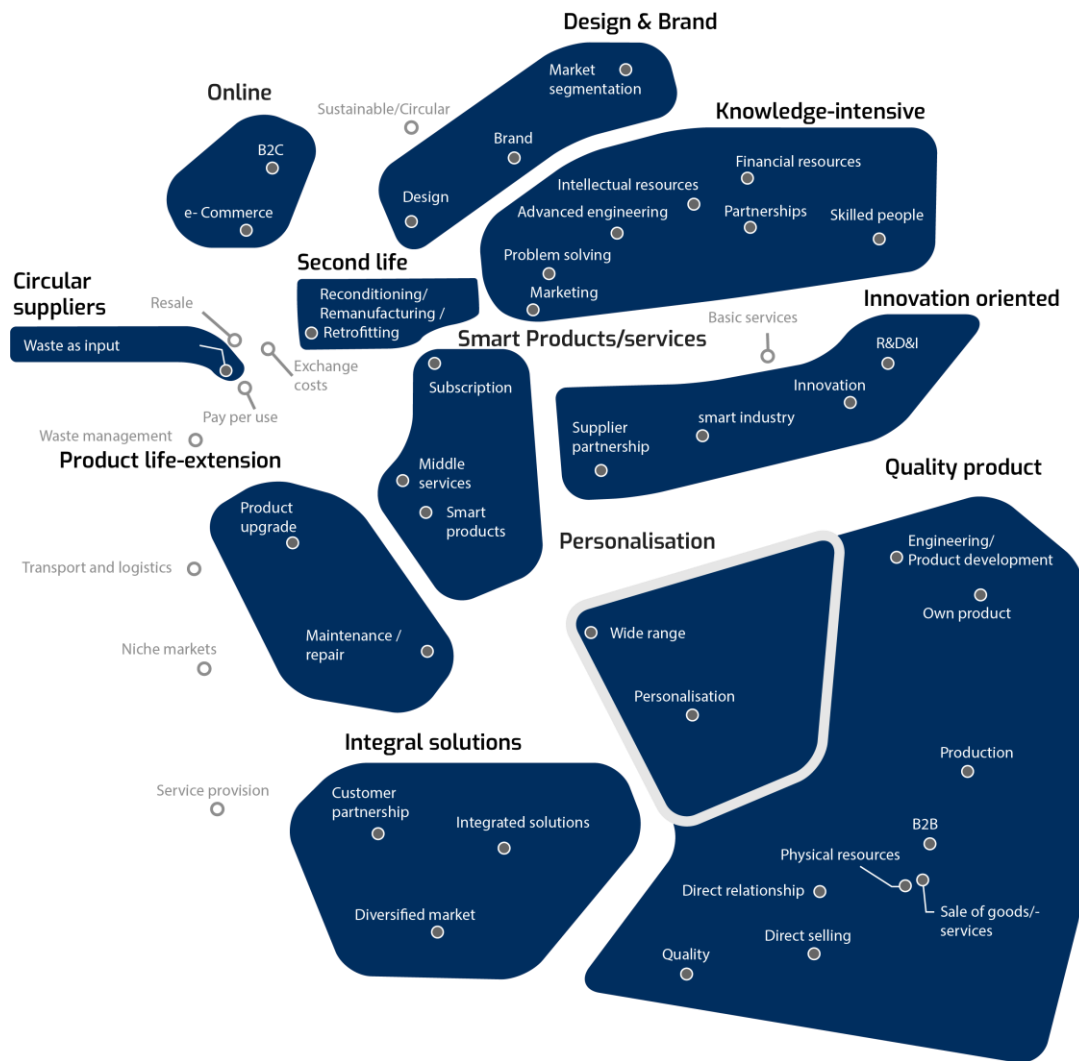 Design & Brand
Market
segmentation
Brand
Design
Online
B2C
e- Commerce
Sustainable/Circular
Knowledge-intensive
Financial resources
Intellectual resources
Advanced engineering
Partnerships
Skilled people
Problem solving
Marketing
Second life
Reconditioning/
Remanufacturing /
Retrofitting
Circular
suppliers
Waste as input
Resale
Exchange
costs
Pay per use
Waste management
Smart Products/services
Subscription
Middle
services
Smart
products
Basic services
Innovation oriented
R&D&I
Innovation
smart industry
Supplier
partnership
Product life-extension
Product
upgrade
Maintenance /
repair
Transport and logistics
Niche markets
Service provision
Personalisation
Wide range
Personalisation
Quality product
Engineering/
Product development
Own product
Production
B2B
Physical resources
Sale of goods/-
services
Direct relationship
Direct selling
Quality
Integral solutions
Customer
partnership
Integrated solutions
Diversified market